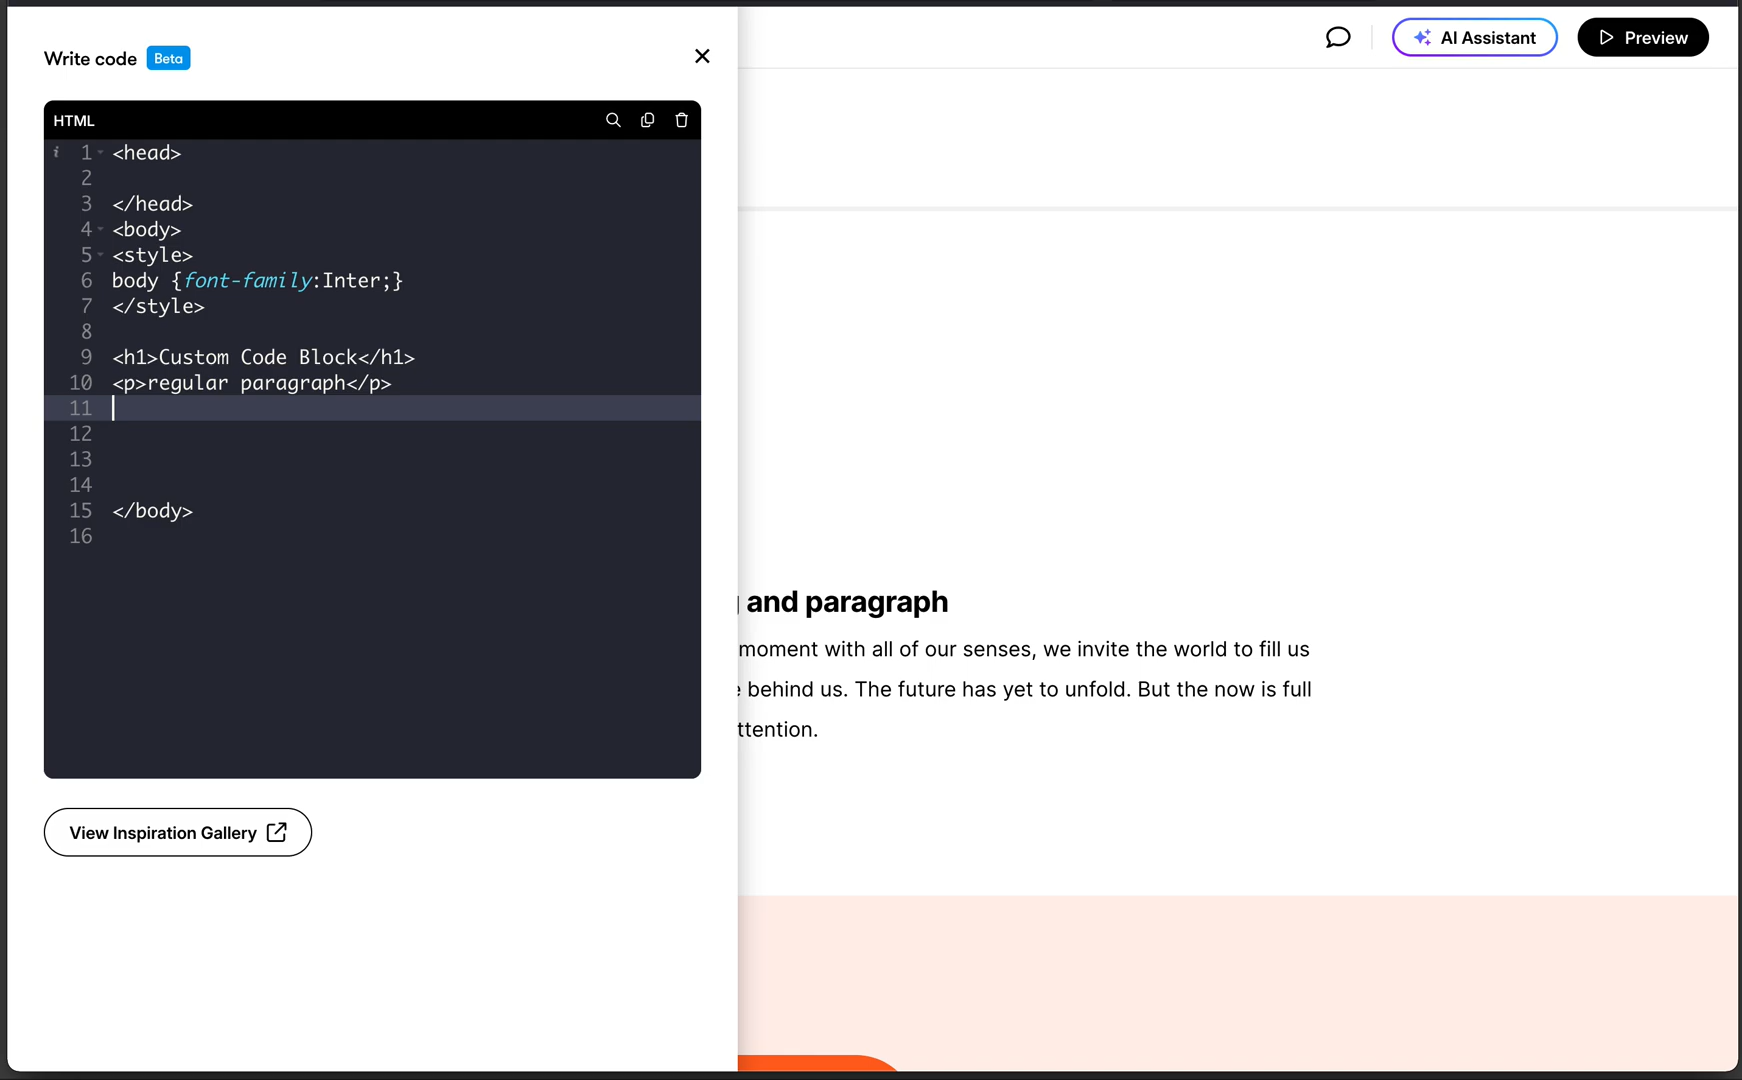 Write code Beta
AI Assistant
Preview
HTML
i 1 <head>
2
3 </head>
4 <body>
5 <style>
6 body {font-family:Inter;}
7 </style>
8
9 <h1>Custom Code Block</h1>
10 <p>regular paragraph</p>
11
12
13
14
15 </body>
16
and paragraph
moment with all of our senses, we invite the world to fill us
behind us. The future has yet to unfold. But the now is full
ttention.
View Inspiration Gallery